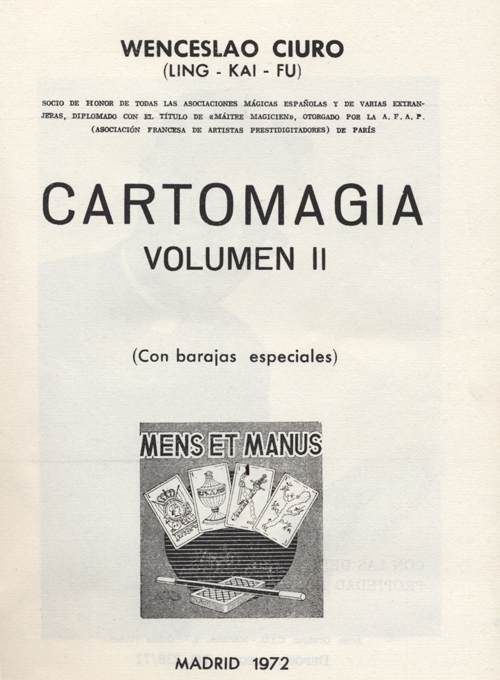 WENCESLAO CIURO
(LING - KAI - FU)
SOCIO DE HONOR DE TODAS LAS ASOCIACIONES MÁGICAS ESPAÑOLAS Y DE VARIAS EXTRAN-
JERAS, DIPLOMADO CON EL TÍTULO DE «MÁITRE MAGICIEN», OTORGADO POR LA A. F. A. P.
(ASOCIACIÓN FRANCESA DE ARTISTAS PRESTIDIGITADORES) DE PARÍS
CARTOMAGIA
VOLUMEN II
(Con barajas especiales)
MENS ET MANUS
MADRID 1972